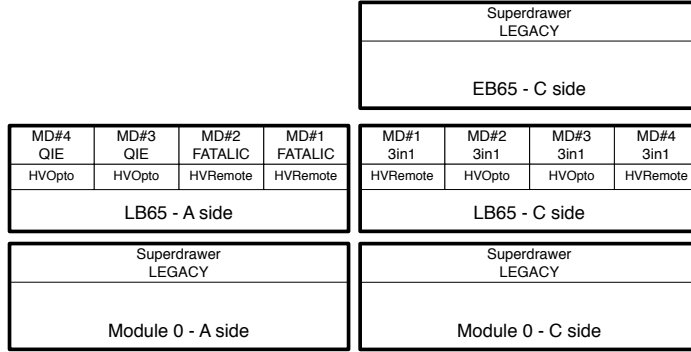 Superdrawer
LEGACY
EB65 - C side
MD#4 MD#3 MD#2 MD#1
QIE QIE FATALIC FATALIC
HVOpto HVOpto HVRemote HVRemote
LB65 - A side
MD#1 MD#2 MD#3 MD#4
3in1 3in1 3in1 3in1
HVRemote HVOpto HVOpto HVRemote
LB65 - C side
Superdrawer
LEGACY
Module 0 - A side
Superdrawer
LEGACY
Module 0 - C side